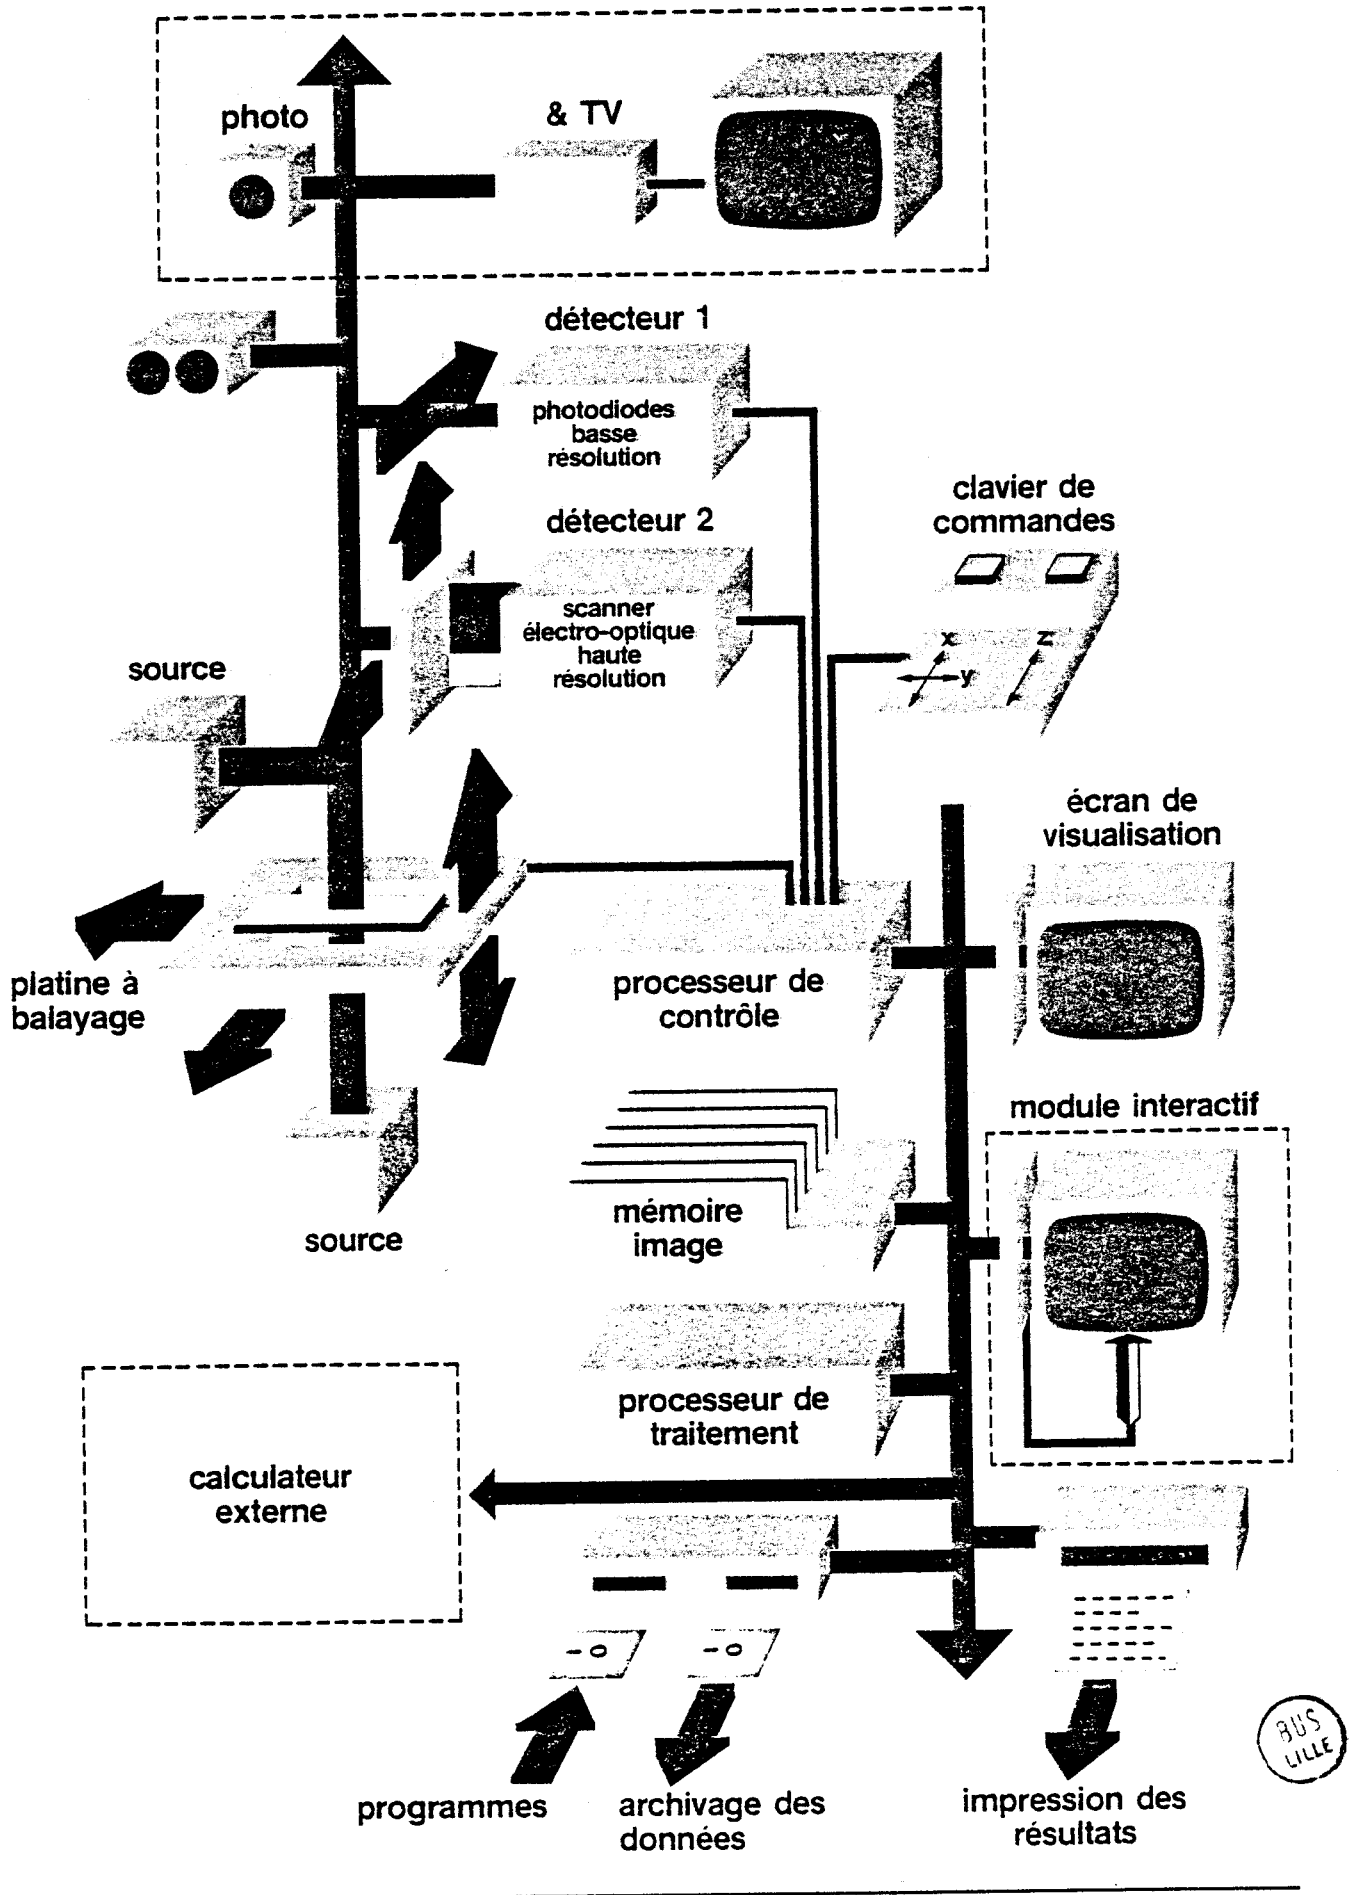 photo
& TV
détecteur 1
photodiodes
basse
résolution
détecteur 2
scanner
électro-optique
haute
résolution
clavier de
commandes
x
y
z
source
écran de
visualisation
platine à
balayage
processeur de
contrôle
source
mémoire
image
module interactif
processeur de
traitement
calculateur
externe
programmes
archivage des
données
impression des
résultats
BUS
LILLE